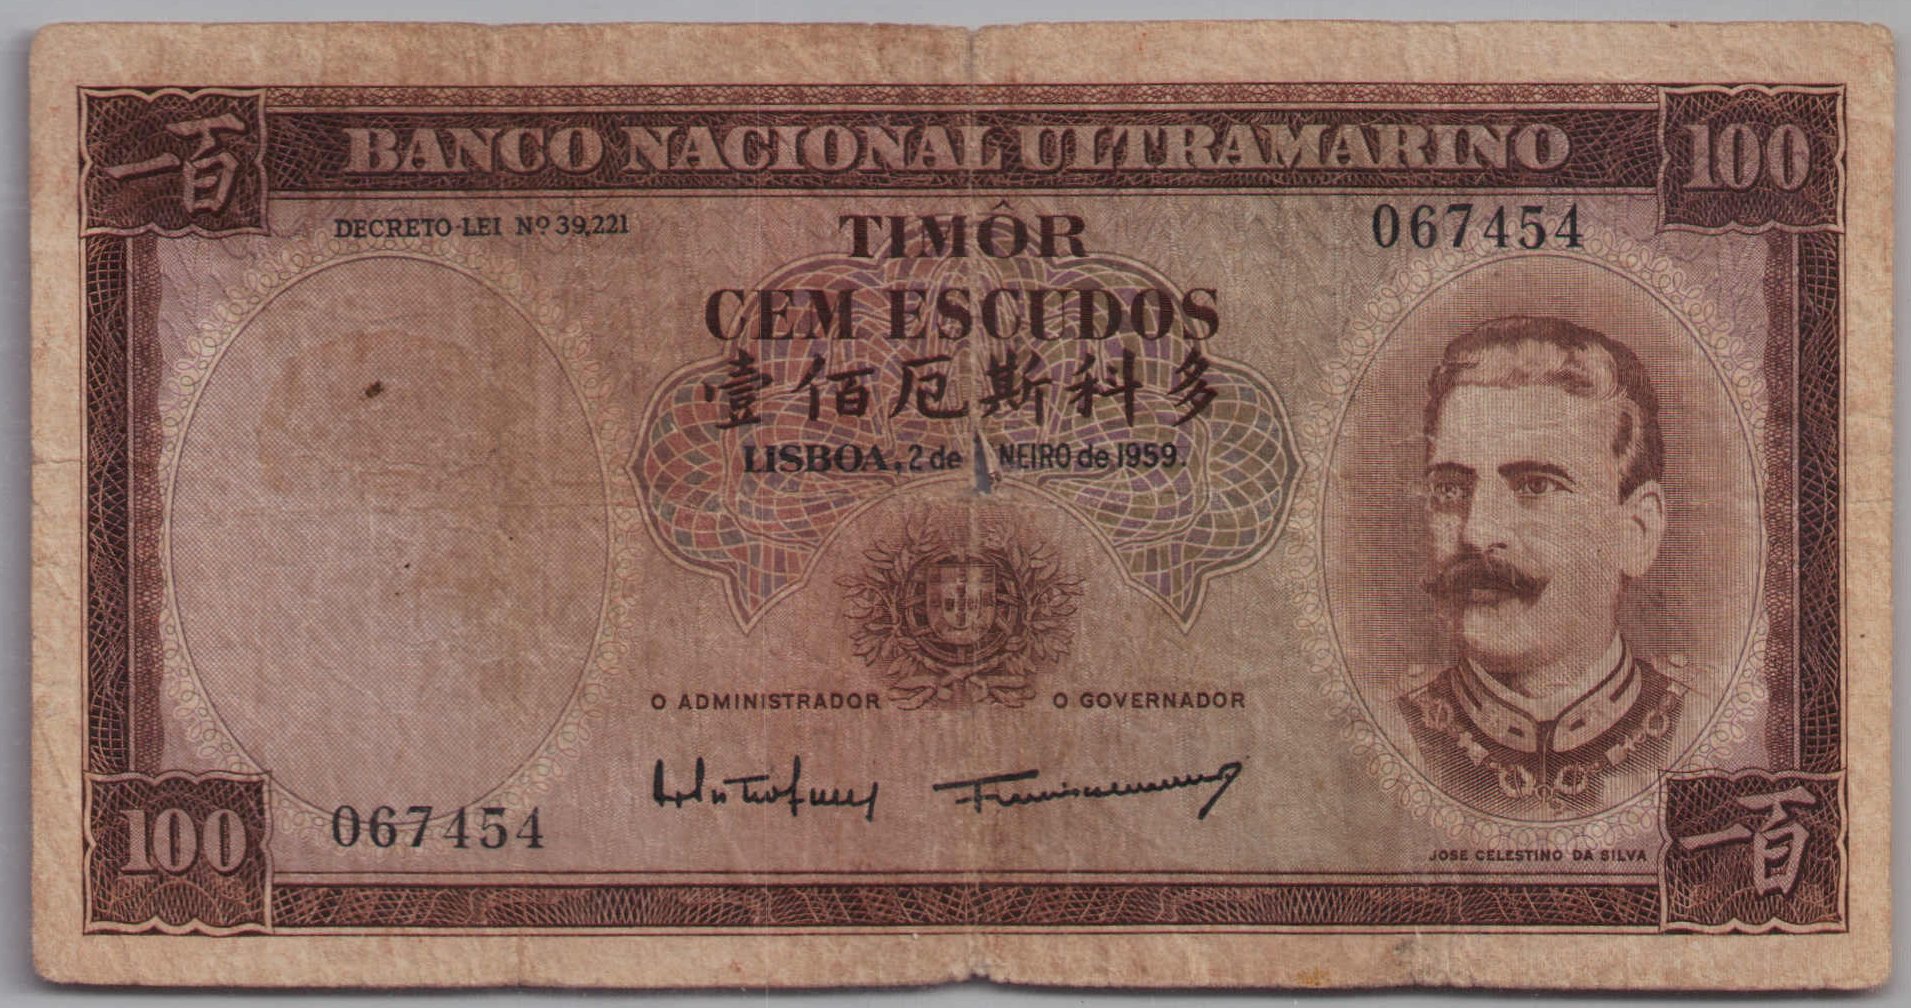 一百
BANCO NACIONAL ULTRAMARINO
100
DECRETO-LEI Nº 39,221
TIMÔR
067454
CEM ESCUDOS
壹佰厄斯科多
LISBOA, 2 de NEIRO de 1959.
O ADMINISTRADOR
O GOVERNADOR
067454
100
JOSE CELESTINO DA SILVA
一百